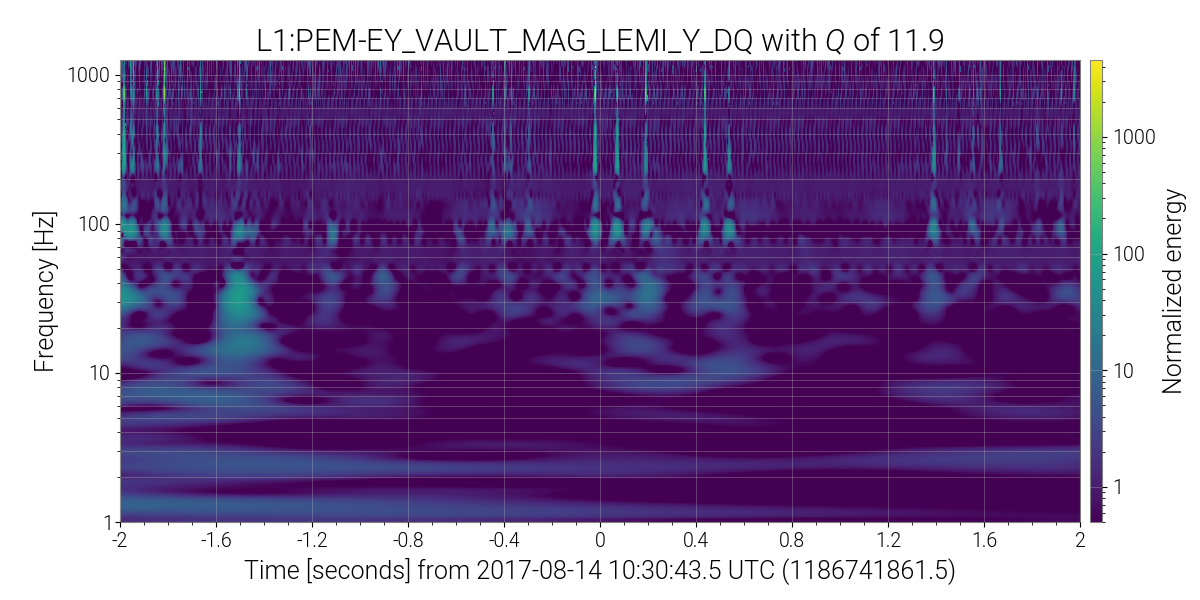 L1:PEM-EY_VAULT_MAG_LEMI_Y_DQ with Q of 11.9
Frequency [Hz]
1000
100
10
1
-2 -1.6 -1.2 -0.8 -0.4 0 0.4 0.8 1.2 1.6 2
Time [seconds] from 2017-08-14 10:30:43.5 UTC (1186741861.5)
1000
100
10
1
Normalized energy